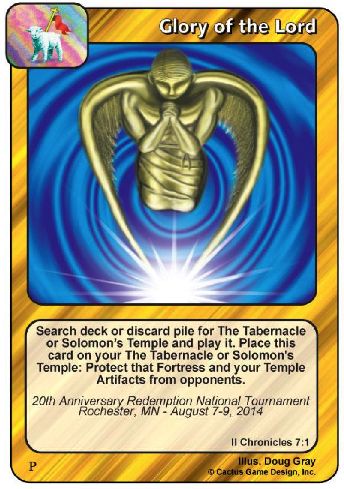 Glory of the Lord
Search deck or discard pile for The Tabernacle
or Solomon's Temple and play it. Place this
card on your The Tabernacle or Solomon's
Temple: Protect that Fortress and your Temple
Artifacts from opponents.
20th Anniversary Redemption National Tournament
Rochester, MN - August 7-9, 2014
II Chronicles 7:1
Illus. Doug Gray
P
© Cactus Game Design, Inc.